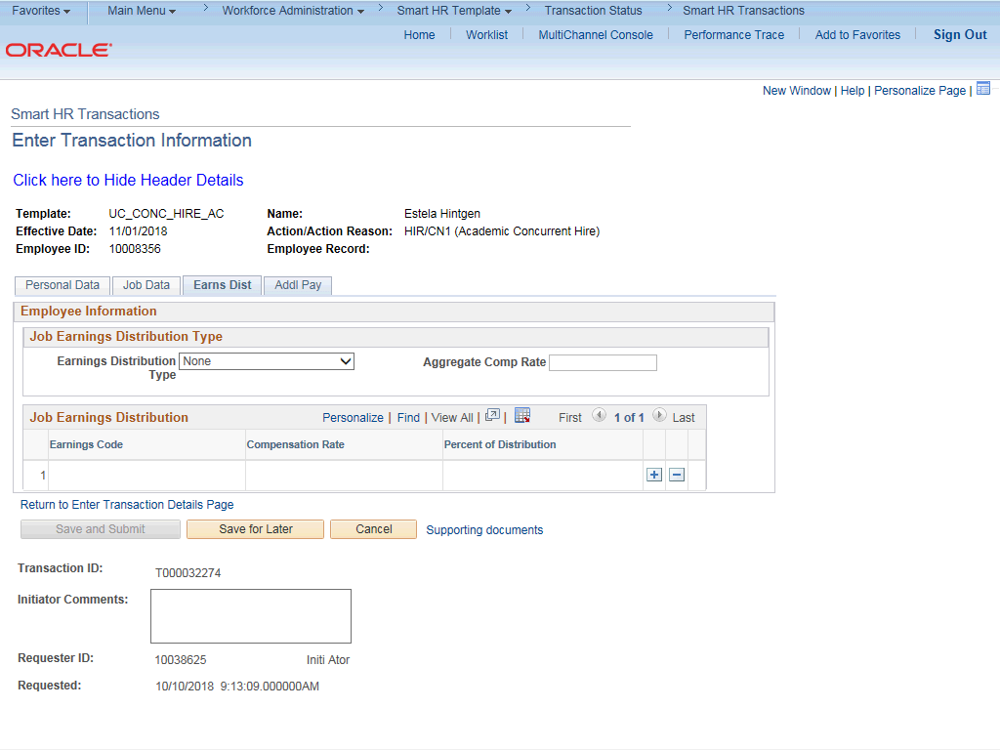 Favorites Main Menu > Workforce Administration > Smart HR Template > Transaction Status > Smart HR Transactions
Home Worklist MultiChannel Console Performance Trace Add to Favorites Sign Out
ORACLE
New Window | Help | Personalize Page |
Smart HR Transactions
Enter Transaction Information
Click here to Hide Header Details
Template: UC_CONC_HIRE_AC Name: Estela Hintgen
Effective Date: 11/01/2018 Action/Action Reason: HIR/CN1 (Academic Concurrent Hire)
Employee ID: 10008356 Employee Record:
Personal Data Job Data Earns Dist Addl Pay
Employee Information
Job Earnings Distribution Type
Earnings Distribution Type None Aggregate Comp Rate
Job Earnings Distribution Personalize | Find | View All | | First 1 of 1 Last
Earnings Code Compensation Rate Percent of Distribution
1
Return to Enter Transaction Details Page
Save and Submit Save for Later Cancel Supporting documents
Transaction ID: T000032274
Initiator Comments:
Requester ID: 10038625 Initi Ator
Requested: 10/10/2018 9:13:09.000000AM